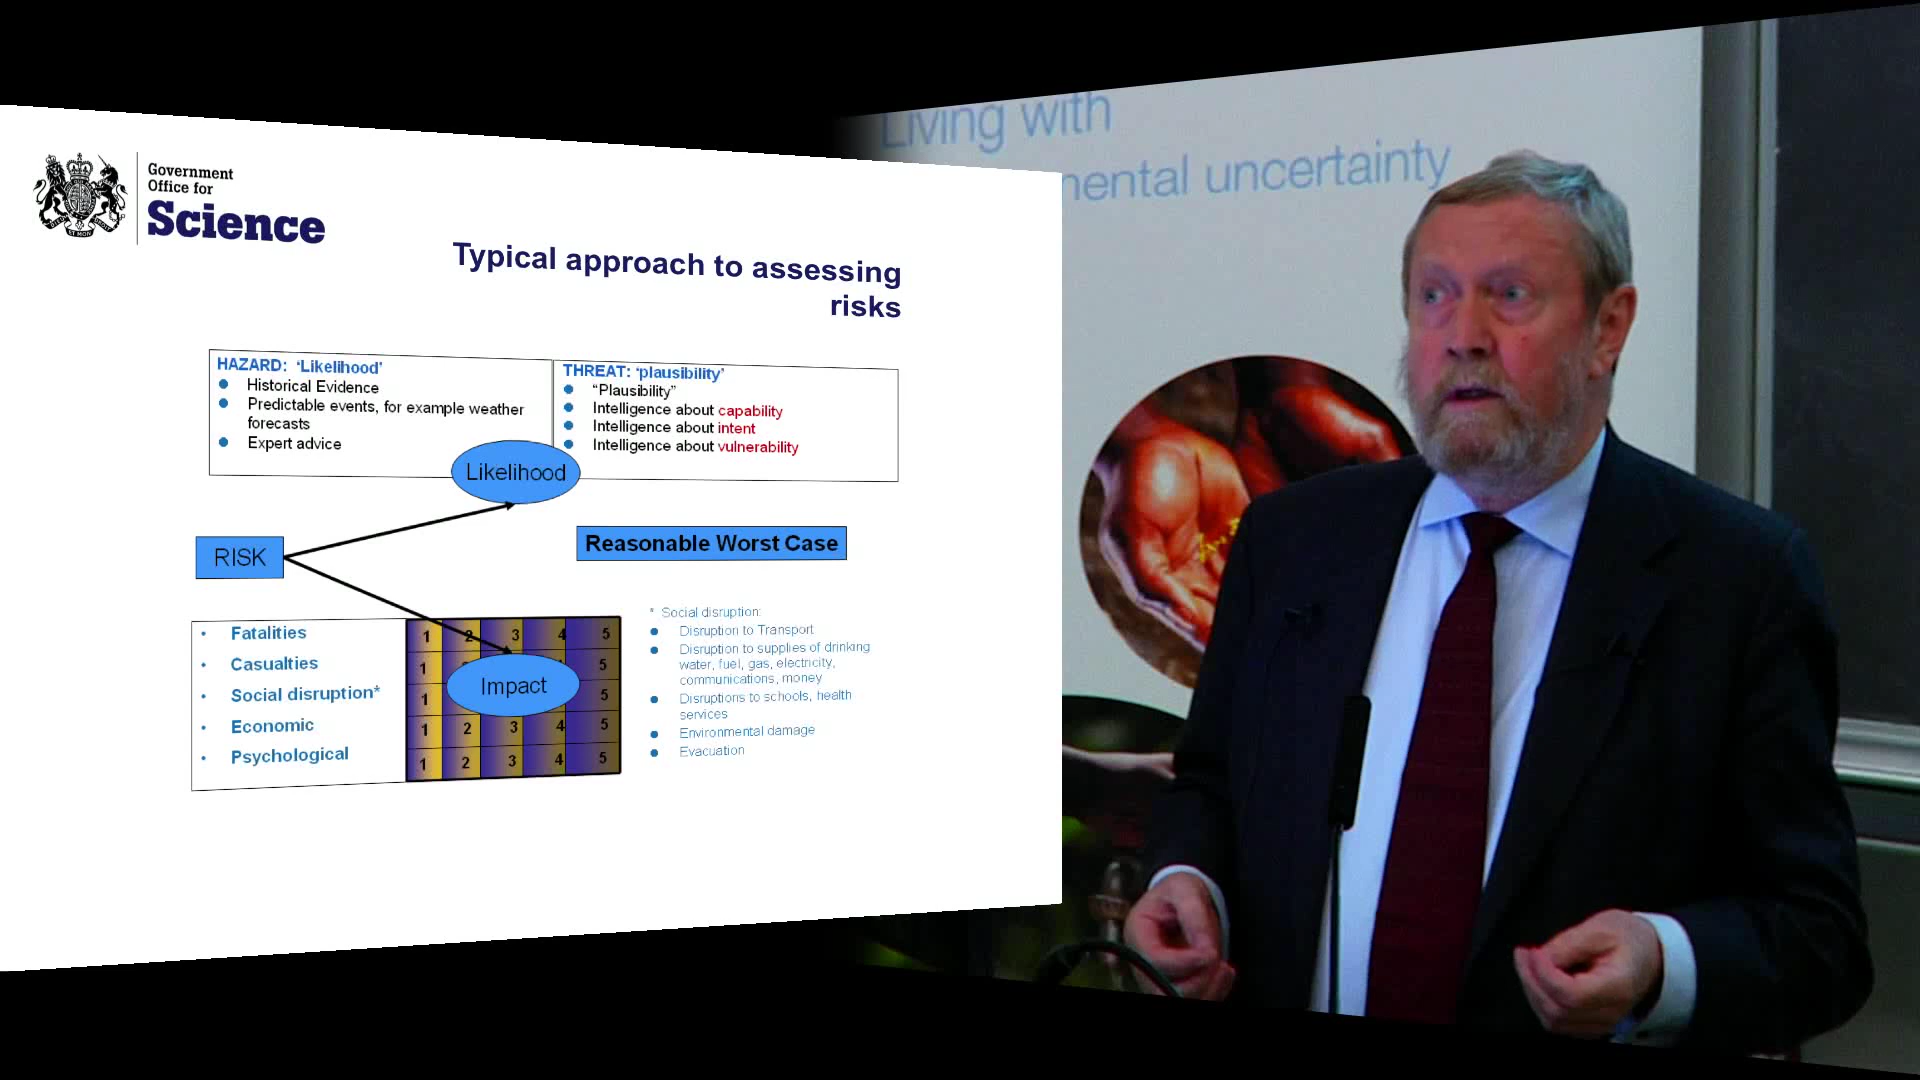 Living with
mental uncertainty
Government
Office for
Science
Typical approach to assessing
risks
HAZARD: ‘Likelihood’
Historical Evidence
Predictable events, for example weather
forecasts
Expert advice
THREAT: ‘plausibility’
“Plausibility”
Intelligence about capability
Intelligence about intent
Intelligence about vulnerability
Likelihood
RISK
Reasonable Worst Case
Fatalities
Casualties
Social disruption*
Economic
Psychological
1 2 3 4 5
1 5
1 5
1 2 3 4 5
1 2 3 4 5
Impact
* Social disruption:
Disruption to Transport
Disruption to supplies of drinking
water, fuel, gas, electricity,
communications, money
Disruptions to schools, health
services
Environmental damage
Evacuation